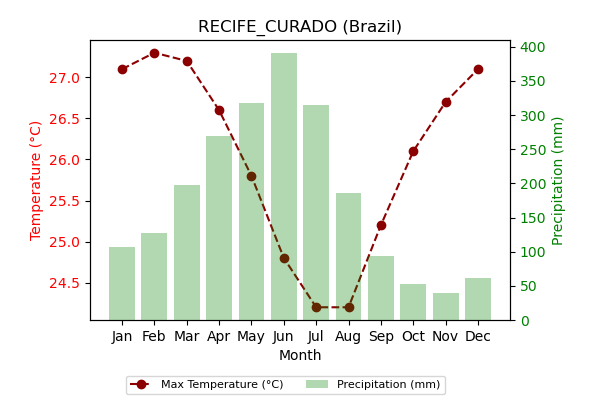 RECIFE_CURADO (Brazil)
27.0
26.5
26.0
25.5
25.0
24.5
Temperature (°C)
400
350
300
250
200
150
100
50
0
Precipitation (mm)
Jan Feb Mar Apr May Jun Jul Aug Sep Oct Nov Dec
Month
Max Temperature (°C) Precipitation (mm)